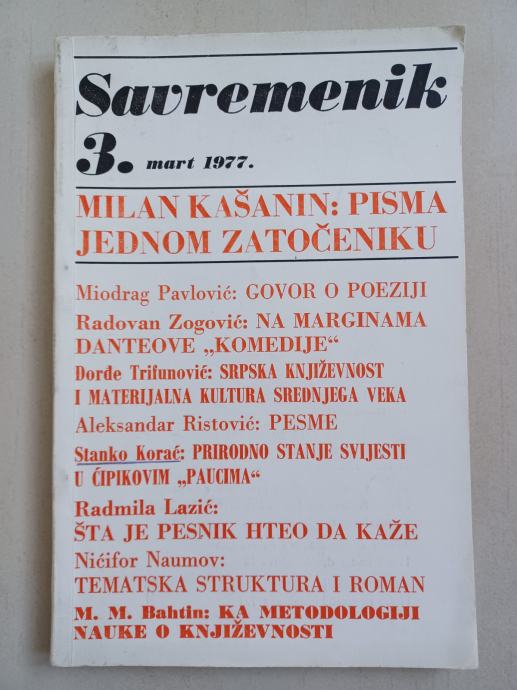 Savremenik
3. mart 1977.
MILAN KAŠANIN: PISMA
JEDNOM ZATOČENIKU
Miodrag Pavlović: GOVOR O POEZIJI
Radovan Zogović: NA MARGINAMA
DANTEOVE „KOMEDIJE“
Đorđe Trifunović: SRPSKA KNJIŽEVNOST
I MATERIJALNA KULTURA SREDNJEGA VEKA
Aleksandar Ristović: PESME
Stanko Korać: PRIRODNO STANJE SVIJESTI
U ĆIPIKOVIM „PAUCIMA“
Radmila Lazić:
ŠTA JE PESNIK HTEO DA KAŽE
Nićifor Naumov:
TEMATSKA STRUKTURA I ROMAN
M. M. Bahtin: KA METODOLOGIJI
NAUKE O KNJIŽEVNOSTI